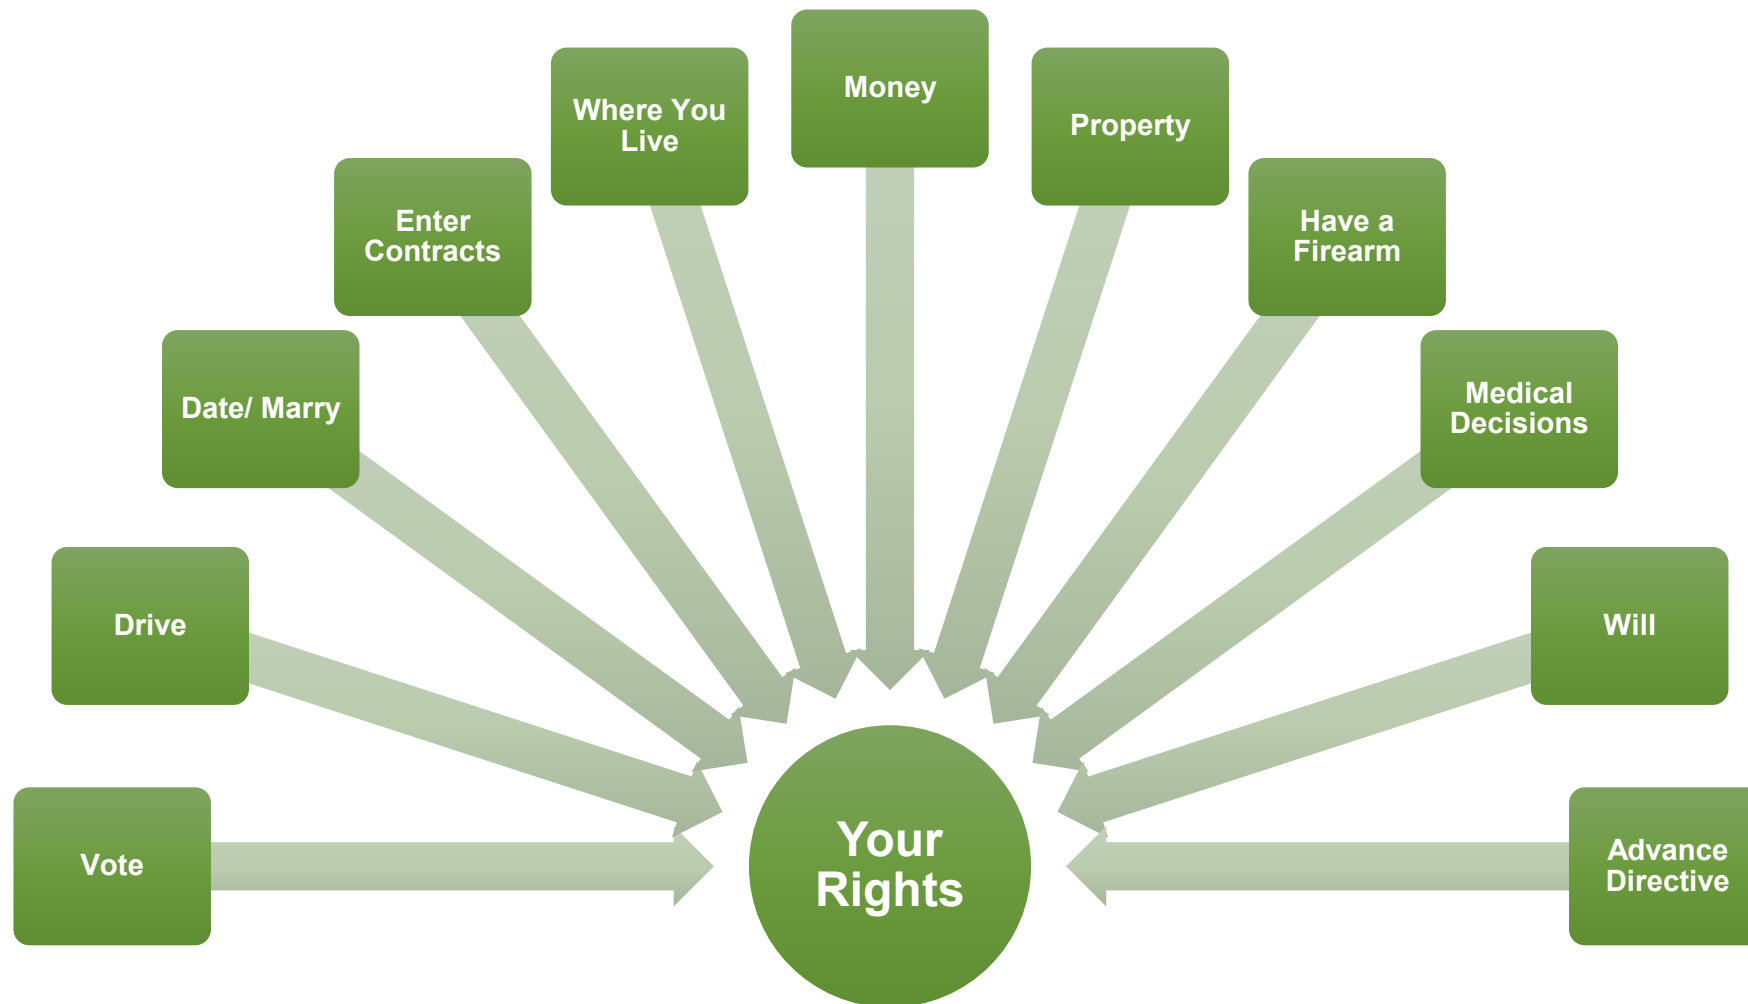 Vote
Drive
Date/ Marry
Enter
Contracts
Where You
Live
Money
Property
Have a
Firearm
Medical
Decisions
Will
Advance
Directive
Your
Rights